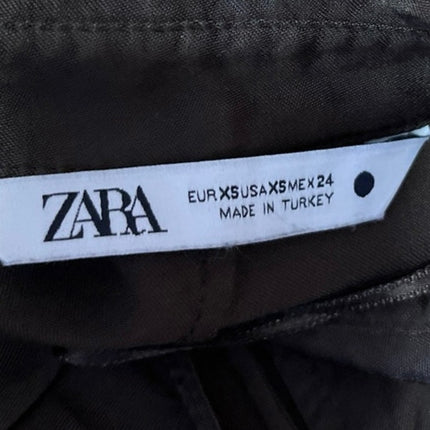 ZARA
EUR XS USA XS MEX 24
MADE IN TURKEY